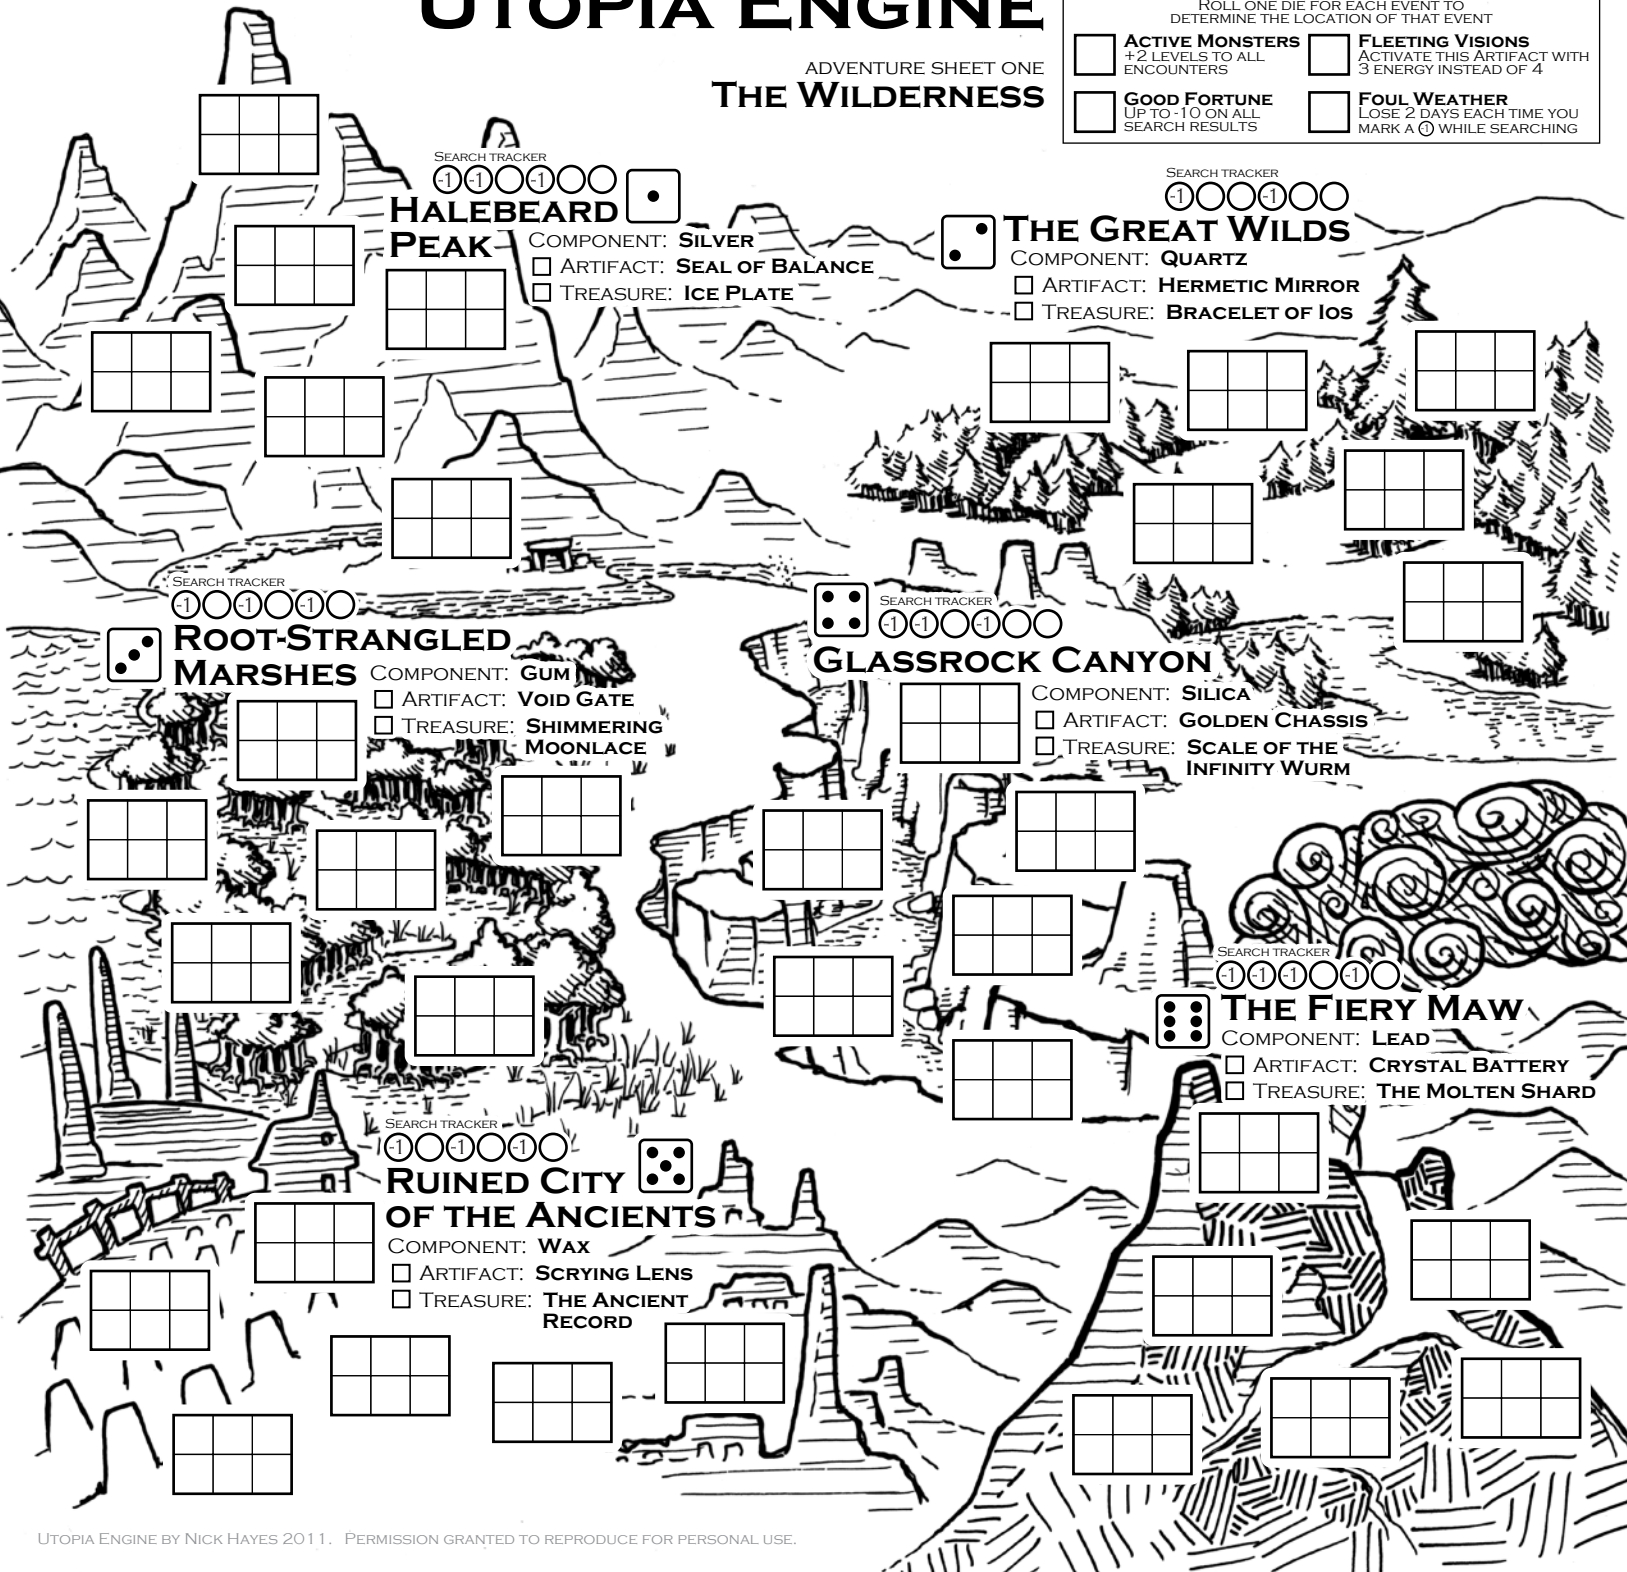 UTOPIA ENGINE
ADVENTURE SHEET ONE
THE WILDERNESS
ROLL ONE DIE FOR EACH EVENT TO
DETERMINE THE LOCATION OF THAT EVENT
ACTIVE MONSTERS
+2 LEVELS TO ALL
ENCOUNTERS
FLEETING VISIONS
ACTIVATE THIS ARTIFACT WITH
3 ENERGY INSTEAD OF 4
GOOD FORTUNE
UP TO -10 ON ALL
SEARCH RESULTS
FOUL WEATHER
LOSE 2 DAYS EACH TIME YOU
MARK A -1 WHILE SEARCHING
SEARCH TRACKER
-1 -1 -1
HALEBEARD
PEAK
COMPONENT: SILVER
ARTIFACT: SEAL OF BALANCE
TREASURE: ICE PLATE
SEARCH TRACKER
-1 -1
THE GREAT WILDS
COMPONENT: QUARTZ
ARTIFACT: HERMETIC MIRROR
TREASURE: BRACELET OF IOS
SEARCH TRACKER
-1 -1 -1
ROOT-STRANGLED
MARSHES
COMPONENT: GUM
ARTIFACT: VOID GATE
TREASURE: SHIMMERING
MOONLACE
SEARCH TRACKER
-1 -1 -1
GLASSROCK CANYON
COMPONENT: SILICA
ARTIFACT: GOLDEN CHASSIS
TREASURE: SCALE OF THE
INFINITY WURM
SEARCH TRACKER
-1 -1 -1 -1
THE FIERY MAW
COMPONENT: LEAD
ARTIFACT: CRYSTAL BATTERY
TREASURE: THE MOLTEN SHARD
SEARCH TRACKER
-1 -1 -1
RUINED CITY
OF THE ANCIENTS
COMPONENT: WAX
ARTIFACT: SCRYING LENS
TREASURE: THE ANCIENT
RECORD
UTOPIA ENGINE BY NICK HAYES 2011. PERMISSION GRANTED TO REPRODUCE FOR PERSONAL USE.